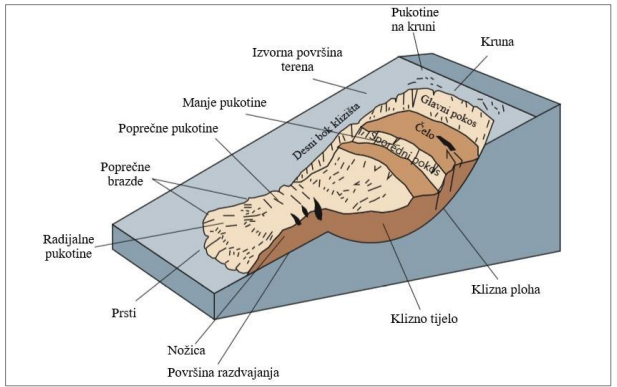 Pukotine
na kruni
Kruna
Izvorna površina
terena
Manje pukotine
Glavni pokos
Desni bok klizišta
Čelo
Poprečne pukotine
Sporedni pokos
Poprečne
brazde
Radijalne
pukotine
Klizna ploha
Prsti
Klizno tijelo
Nožica
Površina razdvajanja